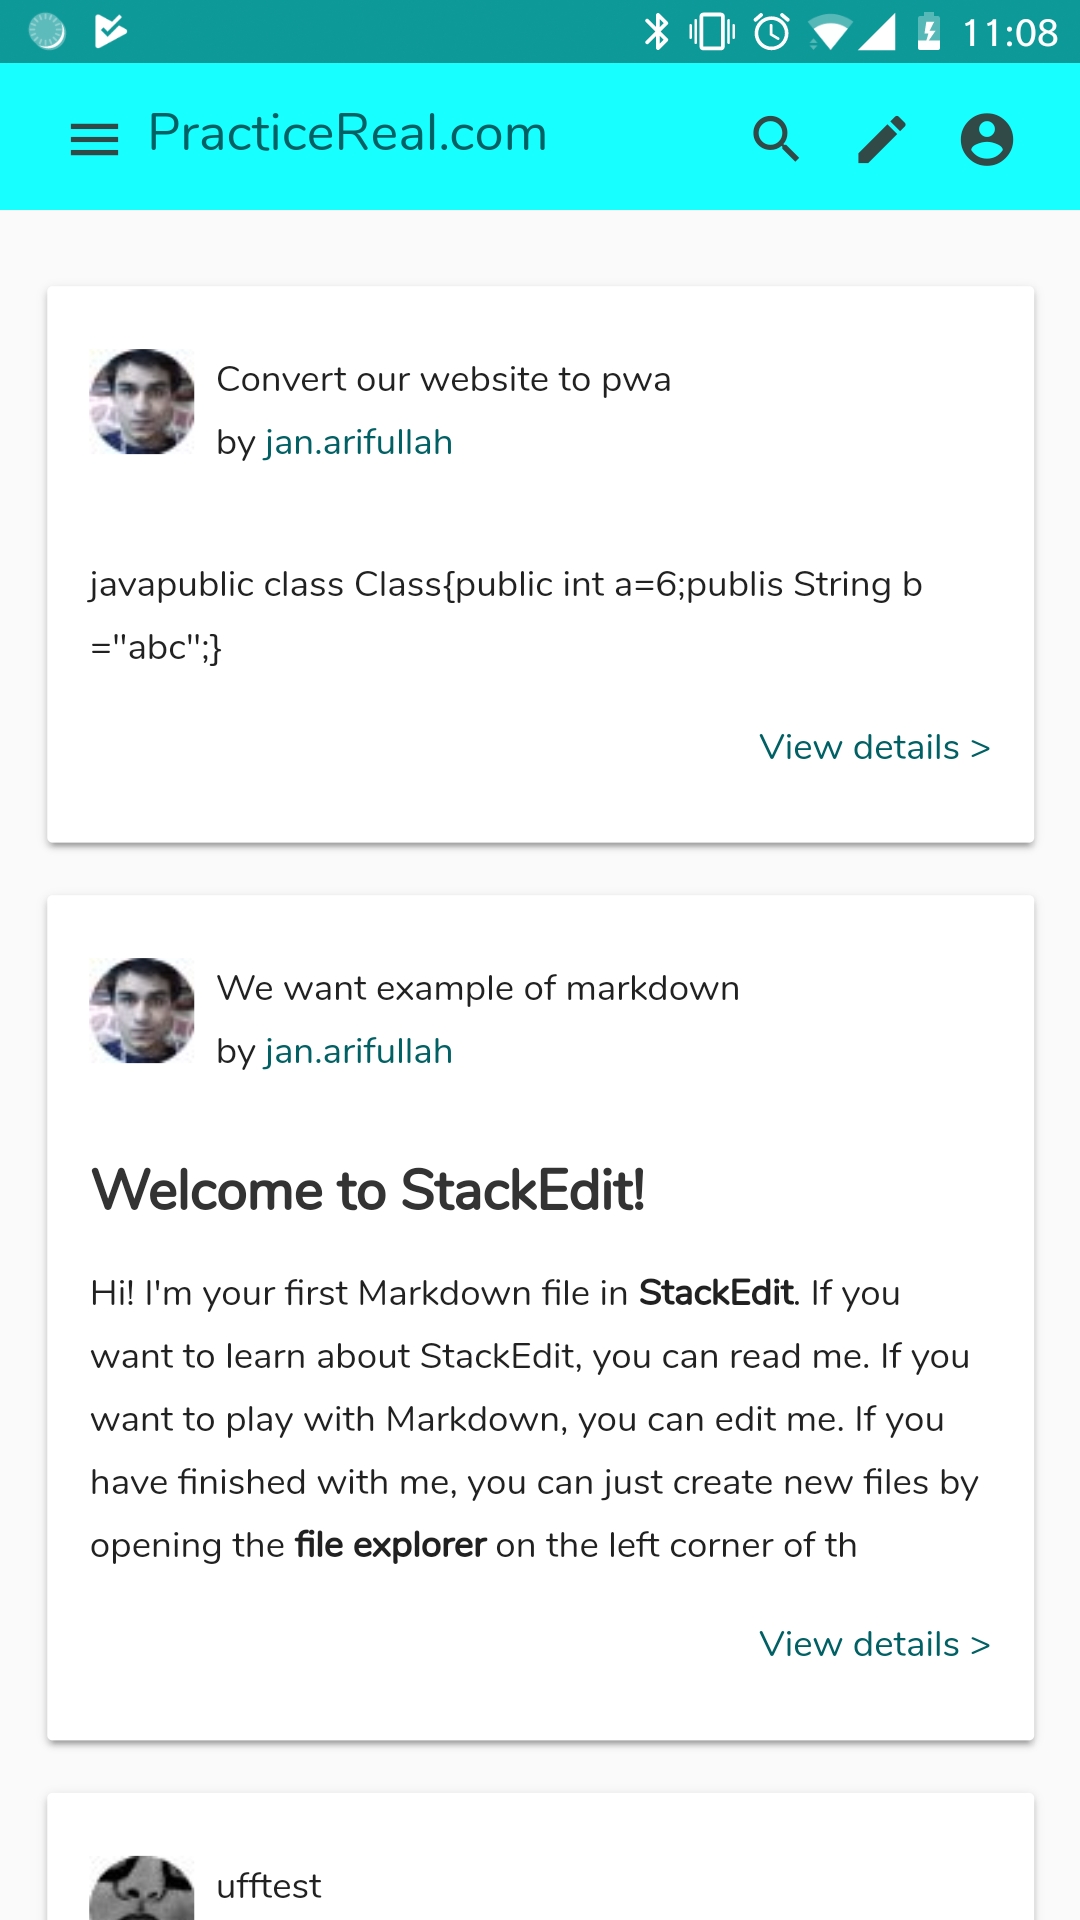 11:08
PracticeReal.com
Convert our website to pwa
by jan.arifullah
javapublic class Class{public int a=6;publis String b
="abc";}
View details >
We want example of markdown
by jan.arifullah
Welcome to StackEdit!
Hi! I'm your first Markdown file in StackEdit. If you
want to learn about StackEdit, you can read me. If you
want to play with Markdown, you can edit me. If you
have finished with me, you can just create new files by
opening the file explorer on the left corner of th
View details >
ufftest